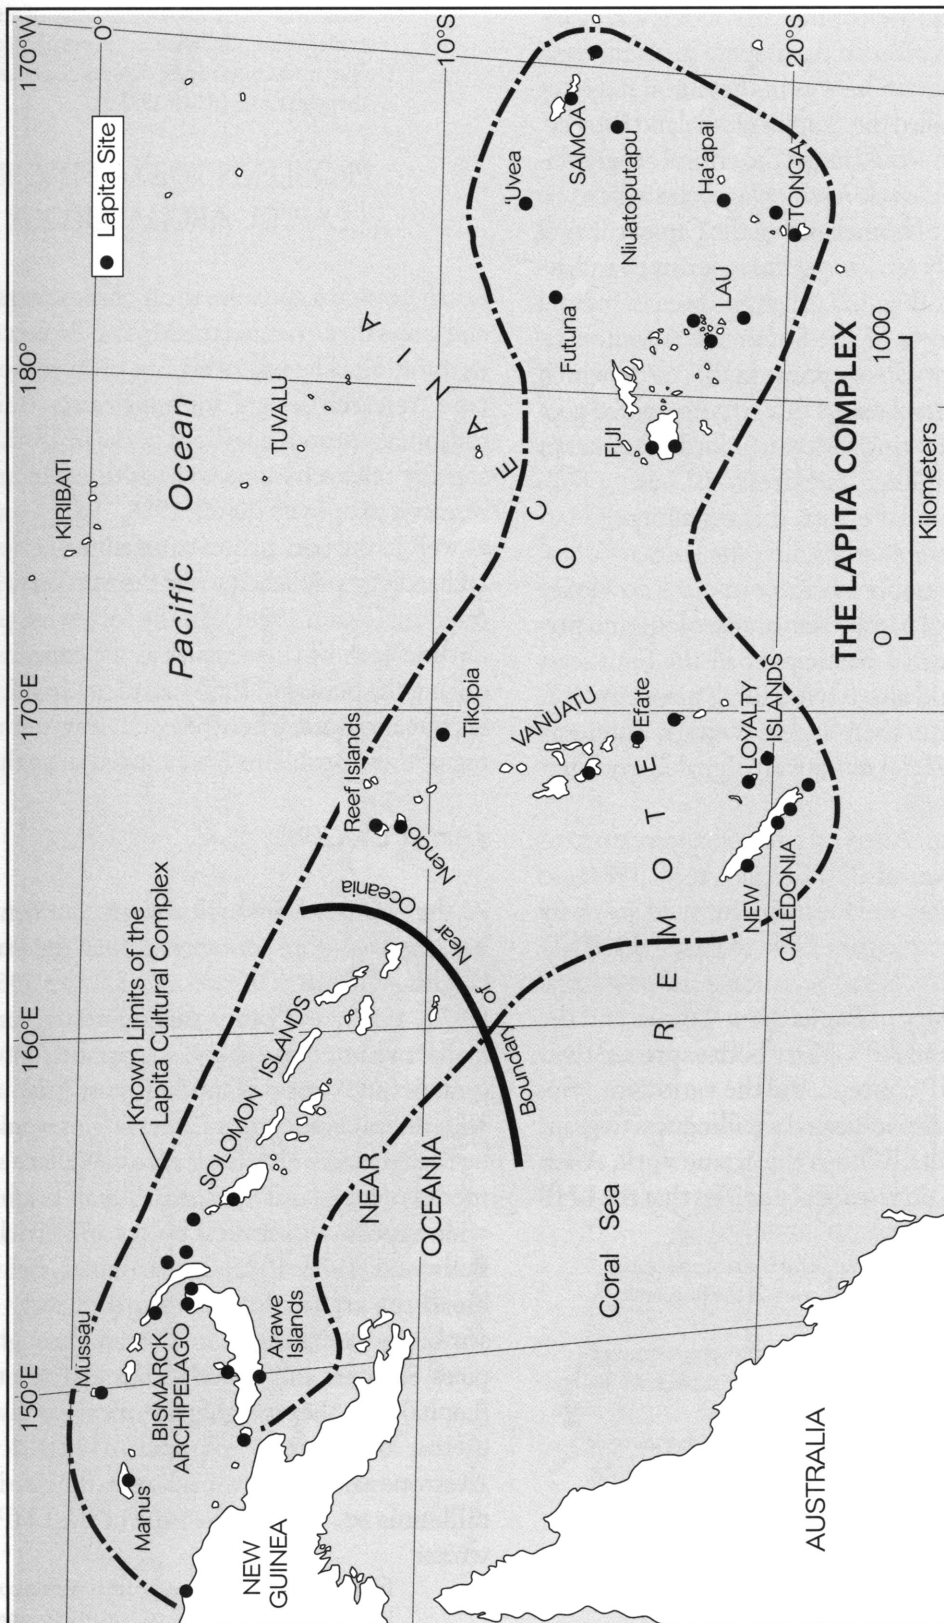 150°E
160°E
170°E
180°
170°W
0°
10°S
20°S
Lapita Site
KIRIBATI
TUVALU
Pacific Ocean
Known Limits of the
Lapita Cultural Complex
Mussau
Manus
BISMARCK
ARCHIPELAGO
Arawe
Islands
NEW
GUINEA
SOLOMON ISLANDS
NEAR
OCEANIA
Boundary of Near Oceania
Reef Islands
Nendo
Tikopia
VANUATU
Efate
REMOTE OCEANIA
LOYALTY
ISLANDS
NEW
CALEDONIA
FIJI
LAU
Futuna
'Uvea
SAMOA
Niuatoputapu
Ha'apai
TONGA
Coral Sea
AUSTRALIA
THE LAPITA COMPLEX
0 1000
Kilometers